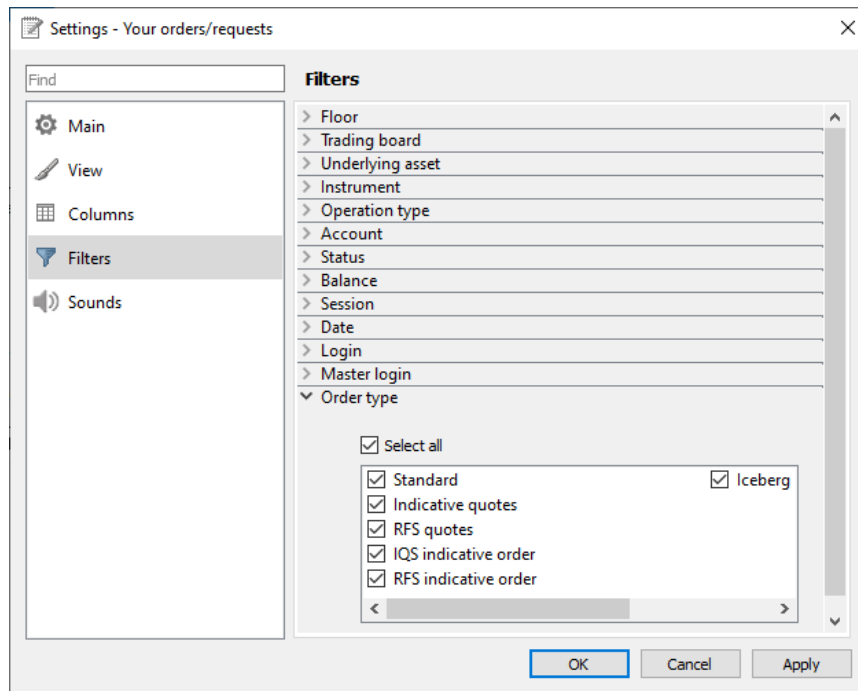 Settings - Your orders/requests
Find
Main
View
Columns
Filters
Sounds
Filters
Floor
Trading board
Underlying asset
Instrument
Operation type
Account
Status
Balance
Session
Date
Login
Master login
Order type
Select all
Standard Iceberg
Indicative quotes
RFS quotes
IQS indicative order
RFS indicative order
OK Cancel Apply